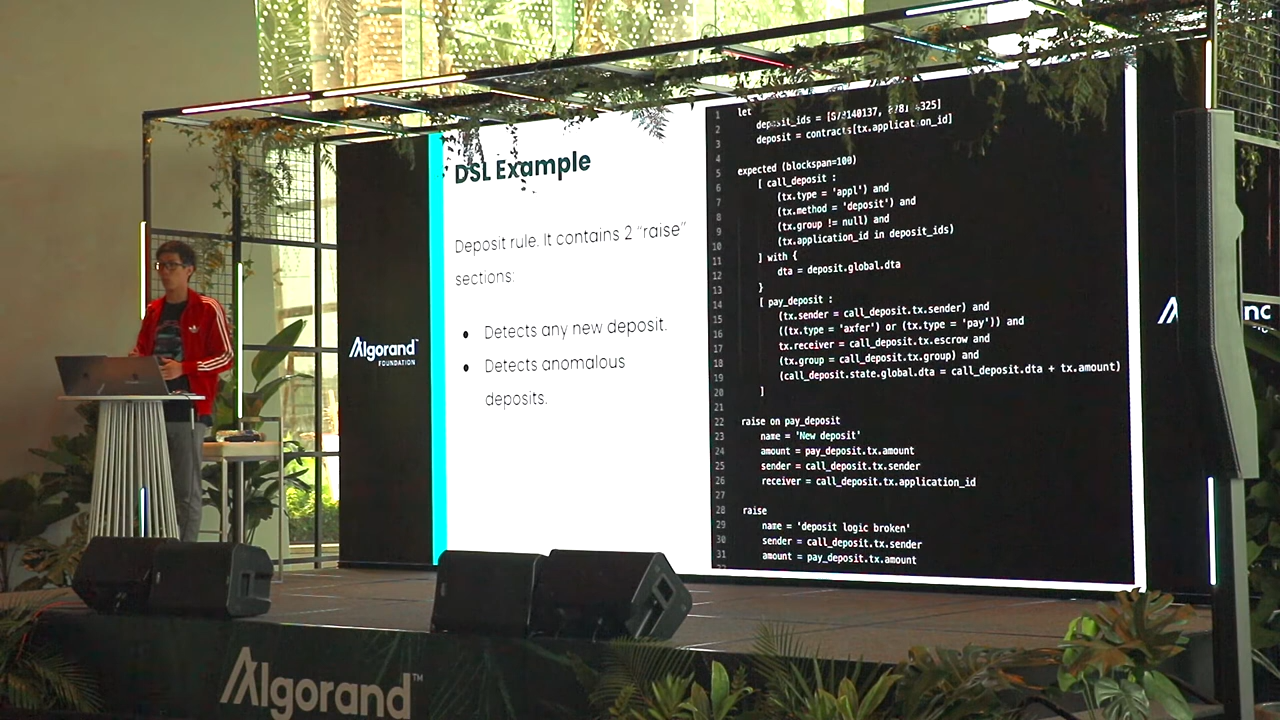 DSL Example
Deposit rule. It contains 2 "raise"
sections:
• Detects any new deposit.
• Detects anomalous
deposits.
1 let
2 deposit_ids = [
3 deposit = contracts[tx.application_id]
4
5 expected (blockspan=100)
6 [ call_deposit :
7 (tx.type = 'appl') and
8 (tx.method = 'deposit') and
9 (tx.group != null) and
10 (tx.application_id in deposit_ids)
11 ] with {
12 dta = deposit.global.dta
13 }
14 [ pay_deposit :
15 (tx.sender = call_deposit.tx.sender) and
16 ((tx.type = 'axfer') or (tx.type = 'pay')) and
17 tx.receiver = call_deposit.tx.escrow and
18 (tx.group = call_deposit.tx.group) and
19 (call_deposit.state.global.dta = call_deposit.dta + tx.amount)
20 ]
21
22 raise on pay_deposit
23 name = 'New deposit'
24 amount = pay_deposit.tx.amount
25 sender = call_deposit.tx.sender
26 receiver = call_deposit.tx.application_id
27
28 raise
29 name = 'deposit logic broken'
30 sender = call_deposit.tx.sender
31 amount = pay_deposit.tx.amount
Algorand™
FOUNDATION
nc
Algorand™